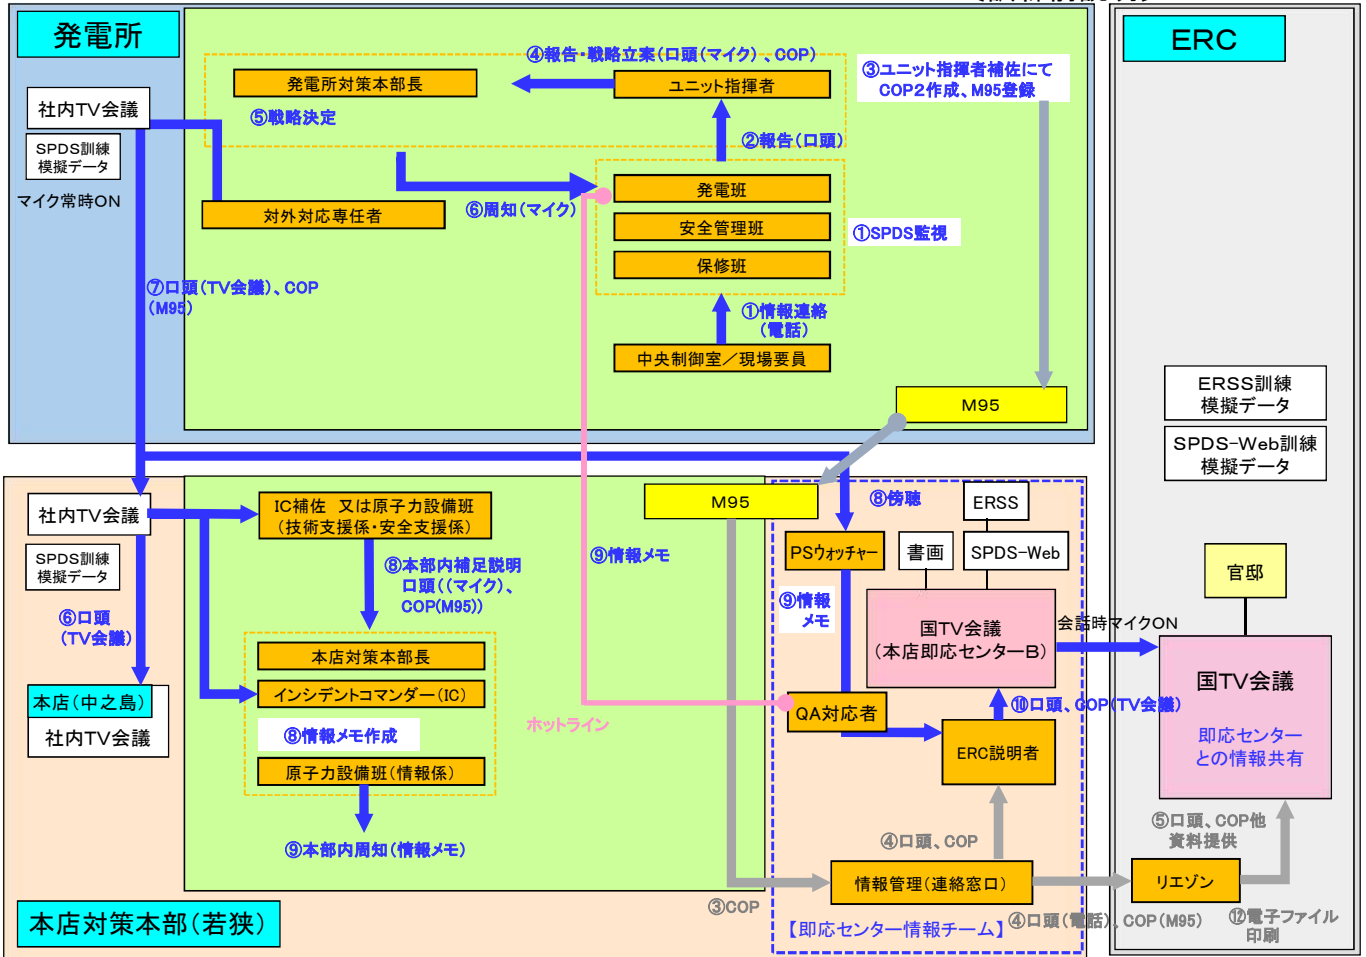 発電所
ERC
④報告・戦略立案(口頭(マイク)、COP)
発電所対策本部長
ユニット指揮者
③ユニット指揮者補佐にて
COP2作成、M95登録
社内TV会議
⑤戦略決定
SPDS訓練
模擬データ
②報告(口頭)
マイク常時ON
発電班
対外対応専任者
⑥周知(マイク)
安全管理班
①SPDS監視
保修班
⑦口頭(TV会議)、COP
(M95)
①情報連絡
(電話)
中央制御室/現場要員
ERSS訓練
模擬データ
M95
SPDS-Web訓練
模擬データ
社内TV会議
IC補佐 又は原子力設備班
(技術支援係・安全支援係)
M95
⑧傍聴
ERSS
SPDS訓練
模擬データ
⑧本部内補足説明
口頭((マイク)、
COP(M95))
⑨情報メモ
PSウォッチャー
書画
SPDS-Web
官邸
⑥口頭
(TV会議)
⑨情報
メモ
国TV会議
(本店即応センターB)
会話時マイクON
本店対策本部長
国TV会議
本店(中之島)
インシデントコマンダー(IC)
QA対応者
⑩口頭、COP(TV会議)
社内TV会議
⑧情報メモ作成
ホットライン
ERC説明者
即応センター
との情報共有
原子力設備班(情報係)
⑤口頭、COP他
資料提供
⑨本部内周知(情報メモ)
④口頭、COP
情報管理(連絡窓口)
リエゾン
③COP
本店対策本部(若狭)
【即応センター情報チーム】
④口頭(電話)、COP(M95)
⑫電子ファイル
印刷